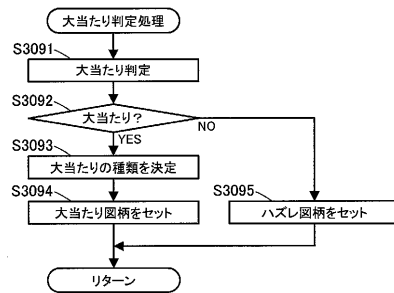 大当たり判定処理
S3091
大当たり判定
S3092
大当たり？
NO
YES
S3093
大当たりの種類を決定
S3094
大当たり図柄をセット
S3095
ハズレ図柄をセット
リターン